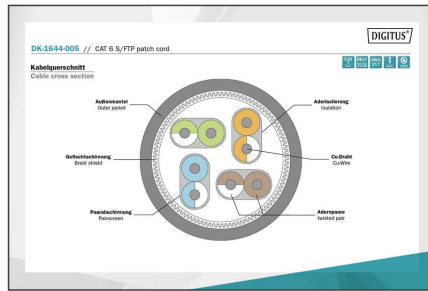 DIGITUS®
DK-1644-005 // CAT 6 S/FTP patch cord
Kabelquerschnitt
Cable cross section
Außenmantel
Outer jacket
Aderisolierung
Insulation
Geflechtschirmung
Braid shield
Cu-Draht
Cu-Wire
Paarabschirmung
Pairscreen
Adernpaare
twisted pair